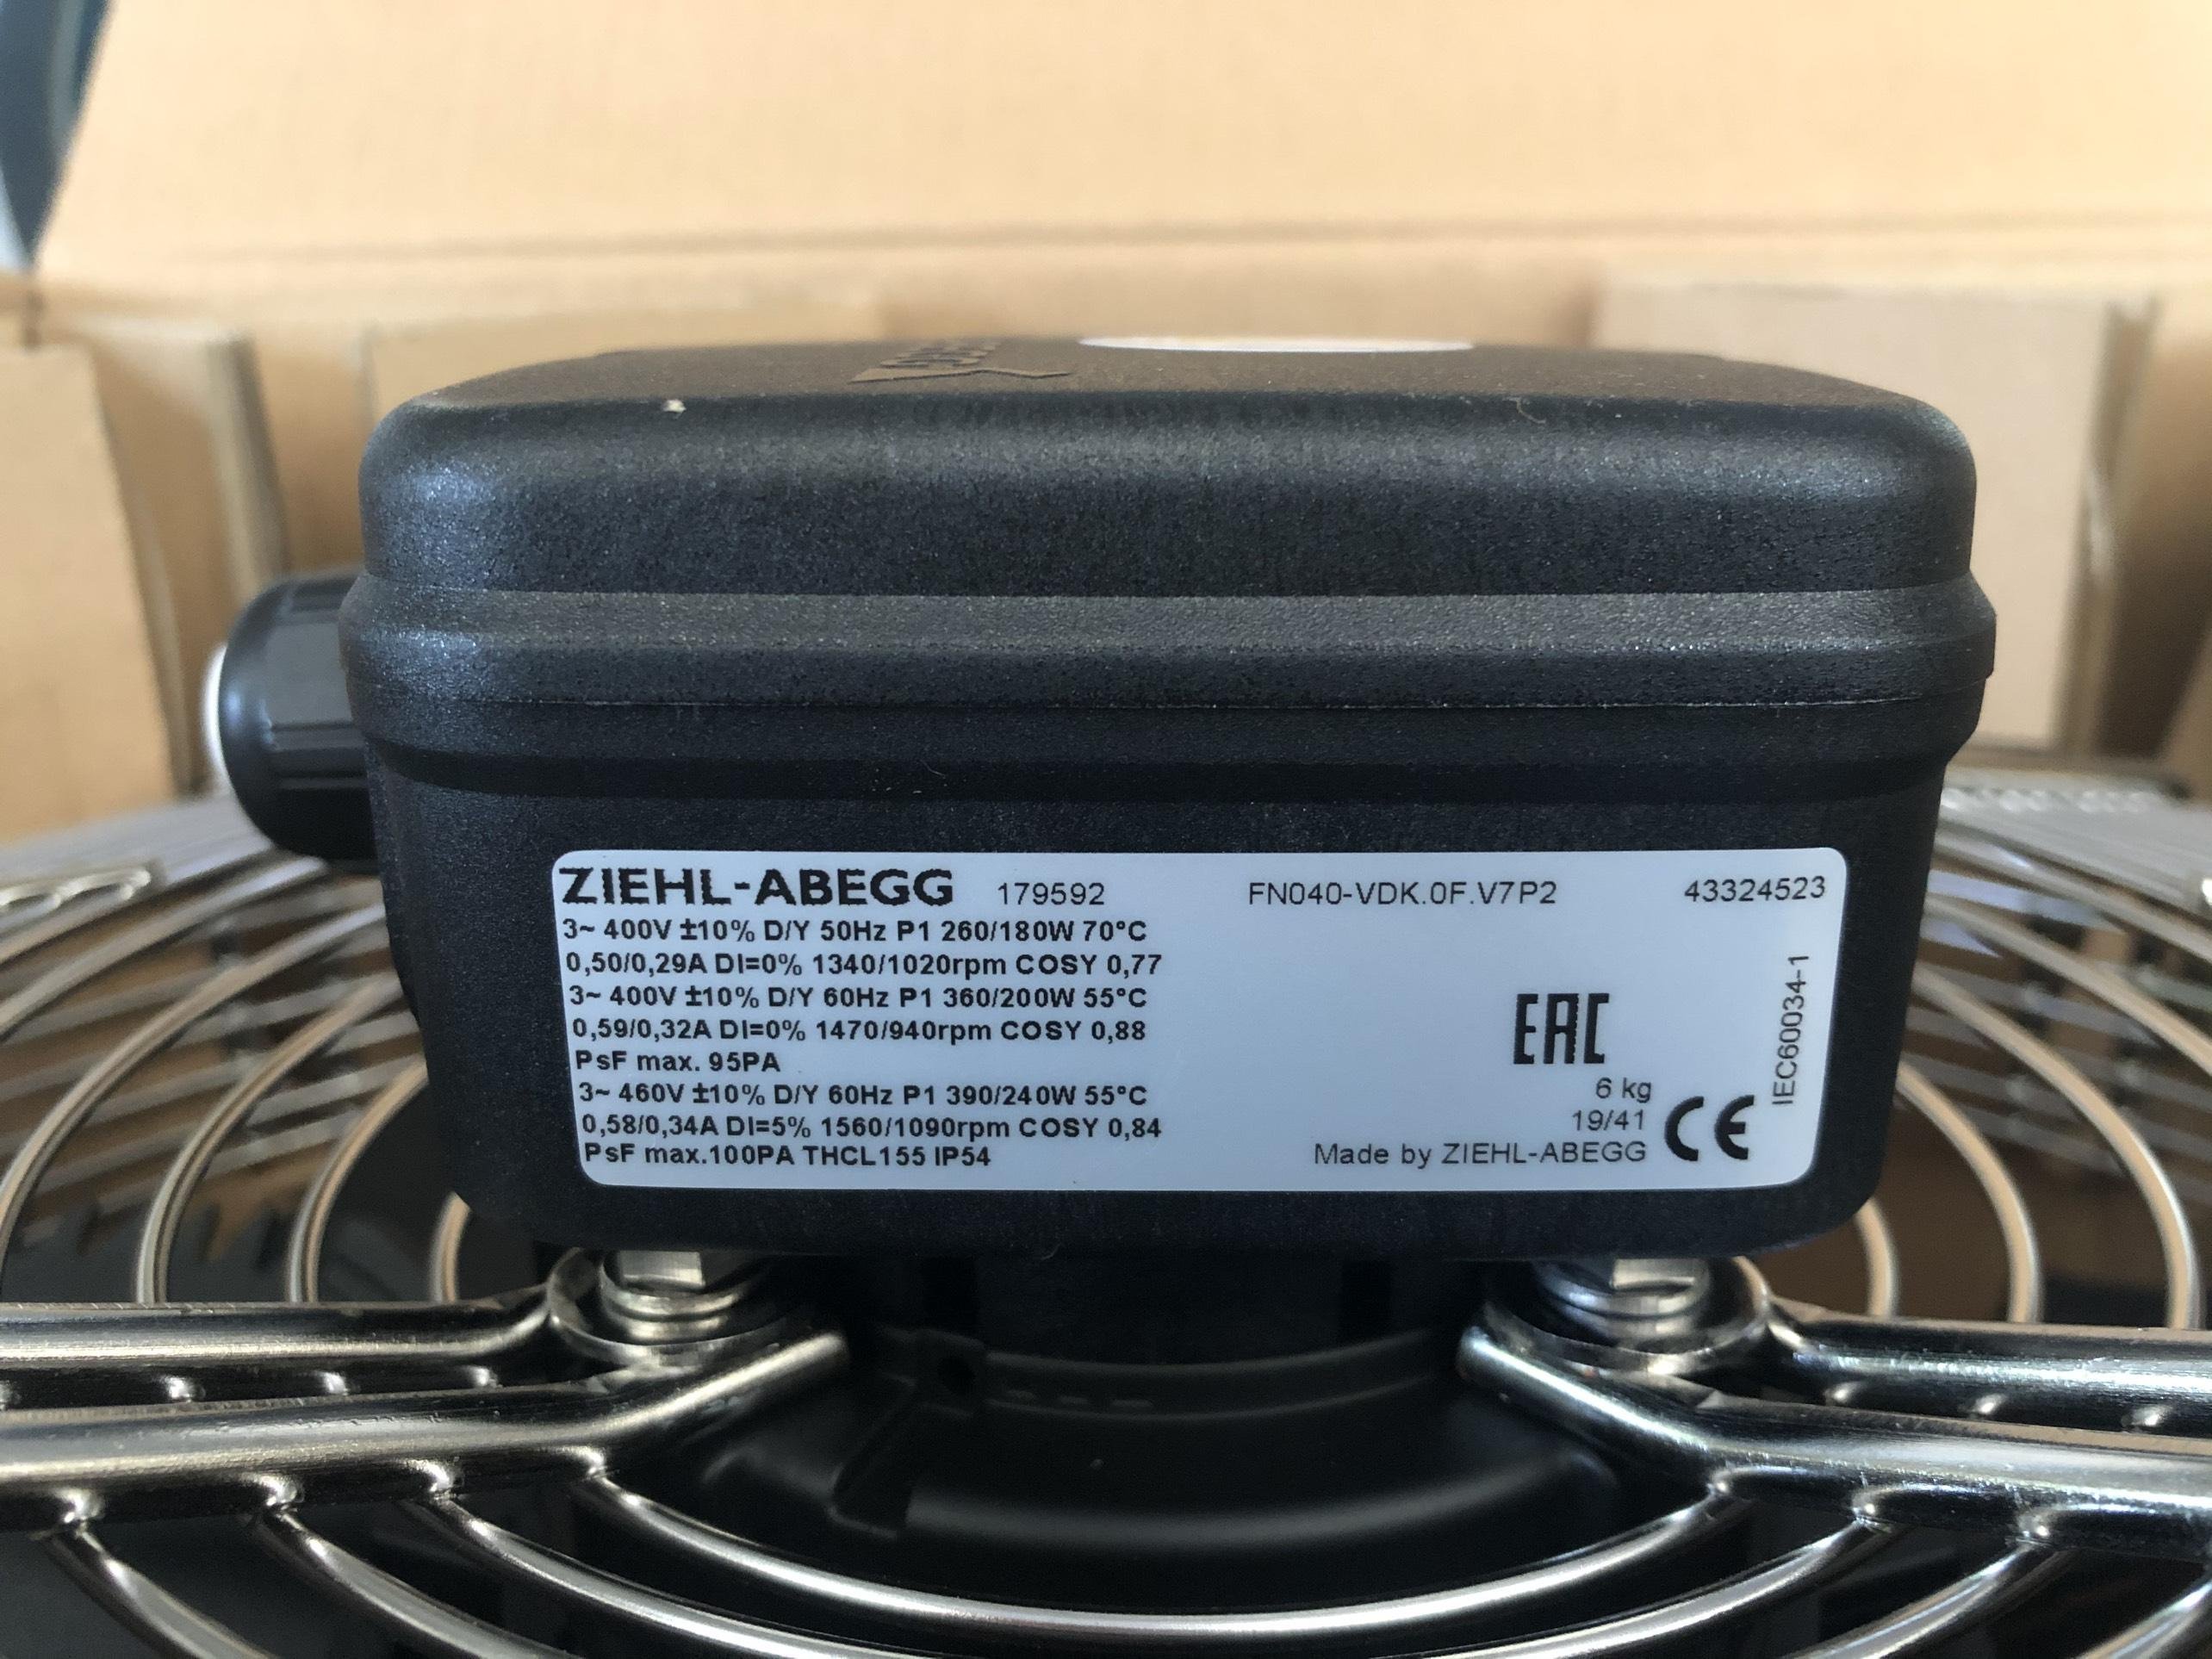 ZIEHL-ABEGG 179592 FN040-VDK.0F.V7P2 43324523
3~ 400V ±10% D/Y 50Hz P1 260/180W 70°C
0,50/0,29A DI=0% 1340/1020rpm COSY 0,77
3~ 400V ±10% D/Y 60Hz P1 360/200W 55°C
0,59/0,32A DI=0% 1470/940rpm COSY 0,88
PsF max. 95PA
3~ 460V ±10% D/Y 60Hz P1 390/240W 55°C
0,58/0,34A DI=5% 1560/1090rpm COSY 0,84
PsF max.100PA THCL155 IP54
EAC
6 kg
19/41
Made by ZIEHL-ABEGG
CE
IEC60034-1